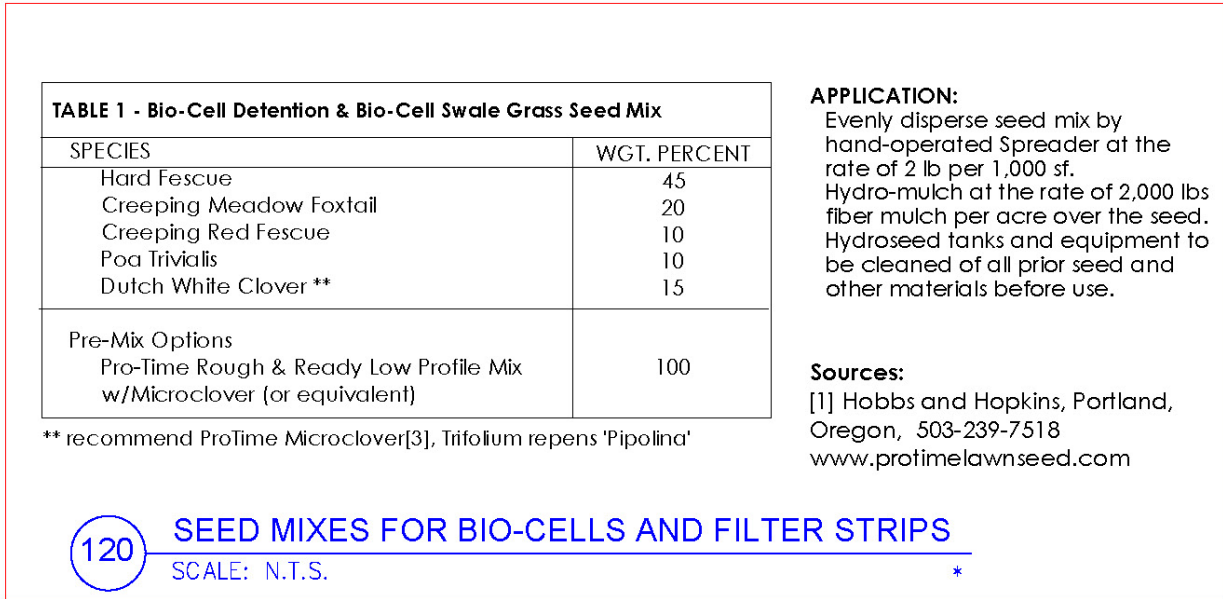 TABLE 1 - Bio-Cell Detention & Bio-Cell Swale Grass Seed Mix
SPECIES WGT. PERCENT
Hard Fescue 45
Creeping Meadow Foxtail 20
Creeping Red Fescue 10
Poa Trivialis 10
Dutch White Clover ** 15
Pre-Mix Options
Pro-Time Rough & Ready Low Profile Mix 100
w/Microclover (or equivalent)
** recommend ProTime Microclover[3], Trifolium repens 'Pipolina'
APPLICATION:
Evenly disperse seed mix by
hand-operated Spreader at the
rate of 2 lb per 1,000 sf.
Hydro-mulch at the rate of 2,000 lbs
fiber mulch per acre over the seed.
Hydroseed tanks and equipment to
be cleaned of all prior seed and
other materials before use.
Sources:
[1] Hobbs and Hopkins, Portland,
Oregon, 503-239-7518
www.protimelawnseed.com
120 SEED MIXES FOR BIO-CELLS AND FILTER STRIPS
SCALE: N.T.S. *